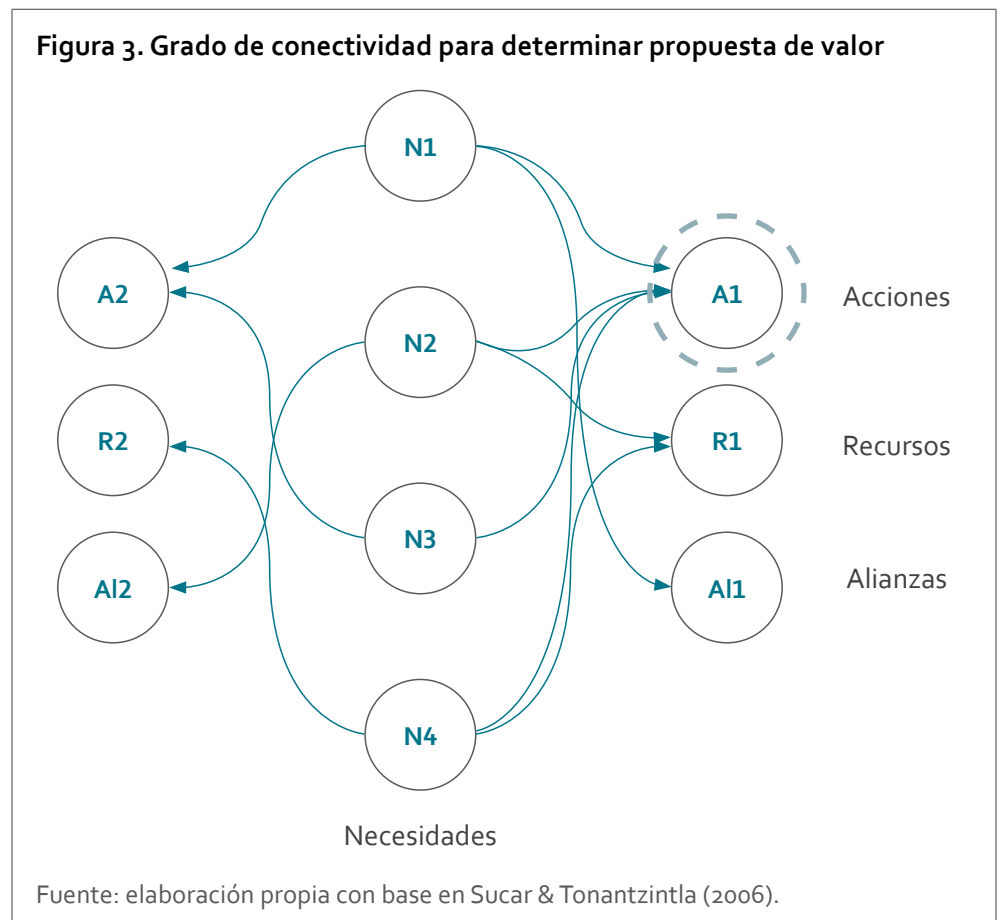 Figura 3. Grado de conectividad para determinar propuesta de valor
N1
A2
A1
Acciones
N2
R2
R1
Recursos
N3
Al2
Al1
Alianzas
N4
Necesidades
Fuente: elaboración propia con base en Sucar & Tonantzintla (2006).